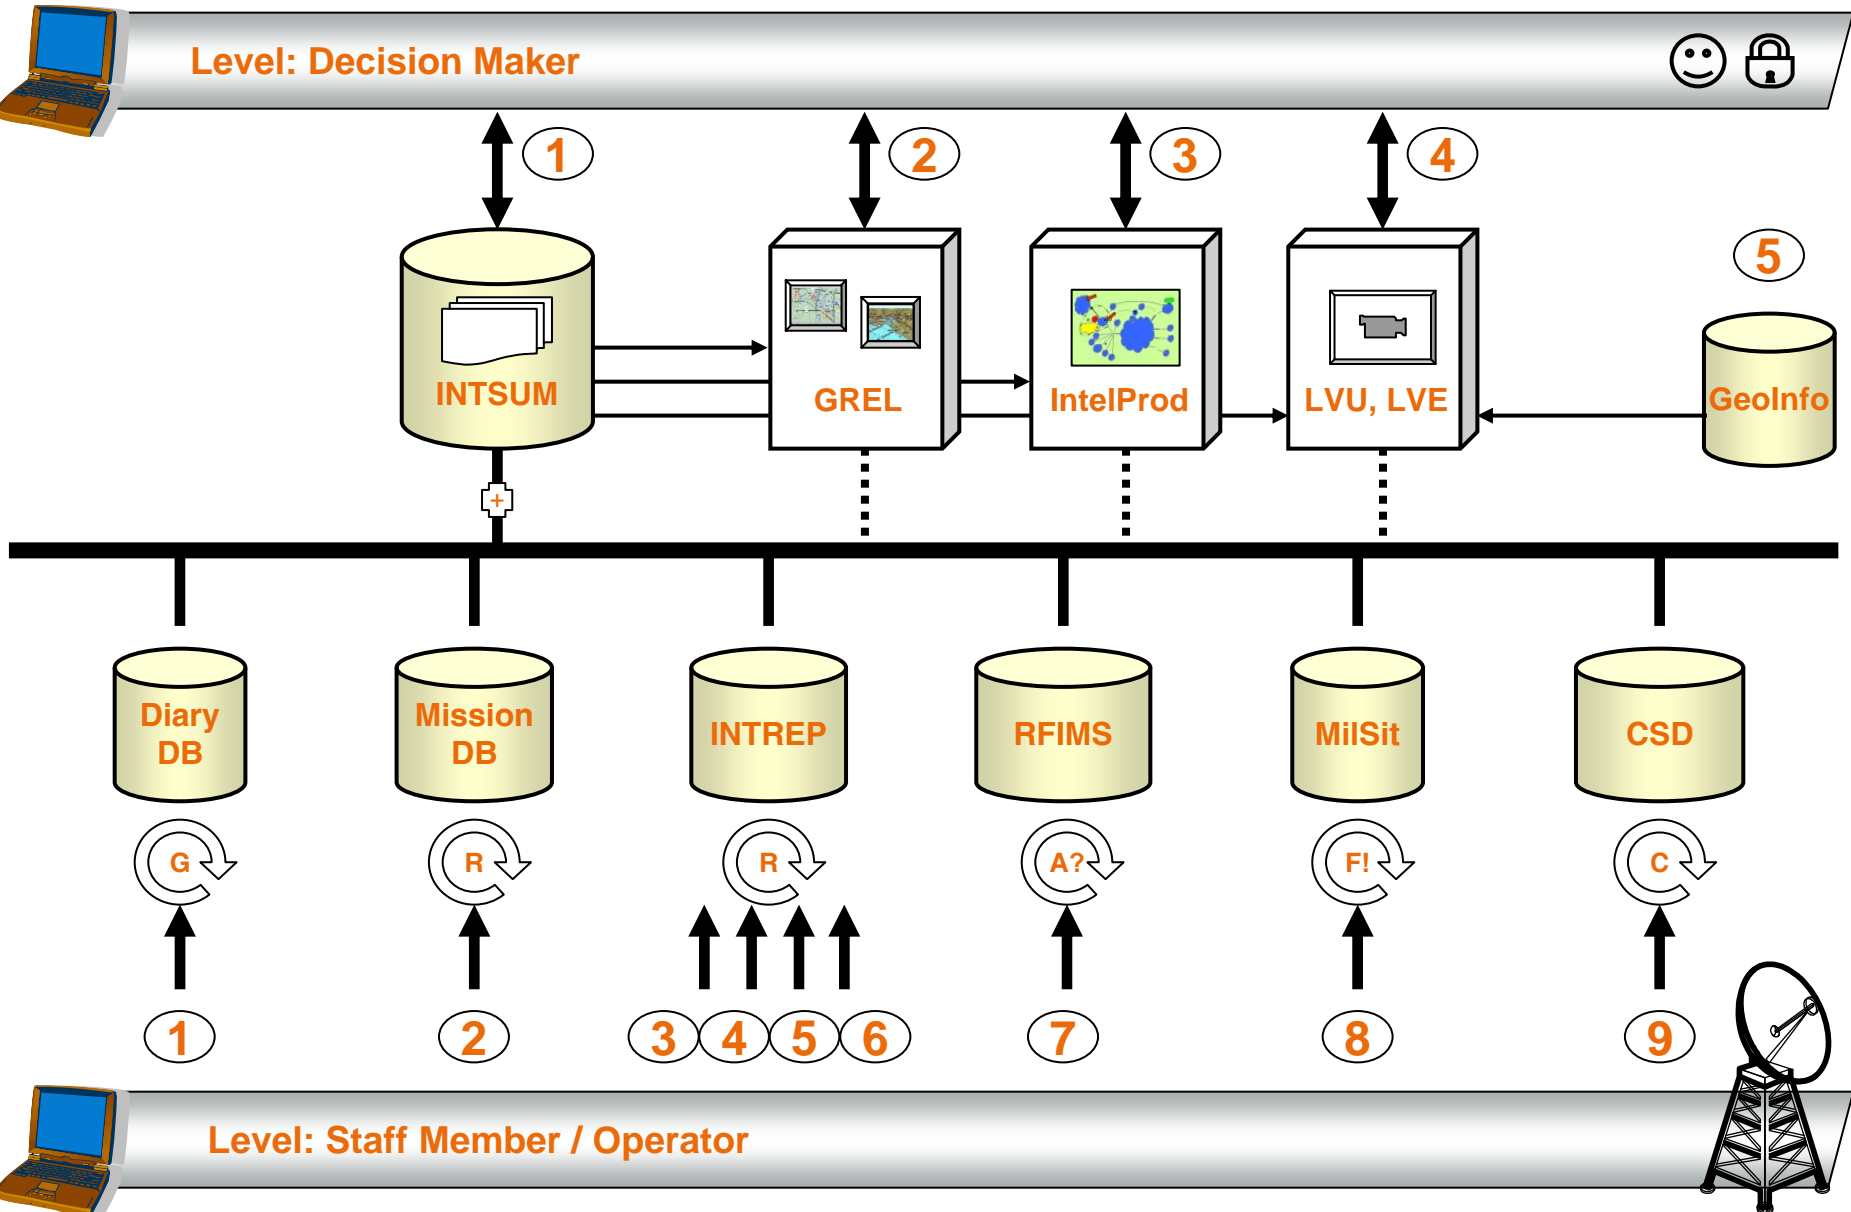 Level: Decision Maker
1
2
3
4
5
INTSUM
GREL
IntelProd
LVU, LVE
GeoInfo
+
Diary
DB
Mission
DB
INTREP
RFIMS
MilSit
CSD
G
R
R
A?
F!
C
1
2
3
4
5
6
7
8
9
Level: Staff Member / Operator